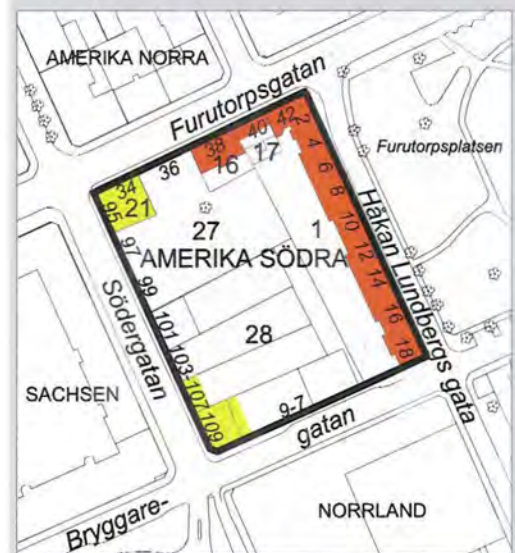 AMERIKA NORRA
Furutorpsgatan
Furutorpsplatsen
34
36
38
40
42
2
4
6
8
10
12
14
16
18
16
17
21
95
97
99
101
103-
107
109
27
1
AMERIKA SÖDRA
28
Håkan Lundbergs gata
Södergatan
SACHSEN
9-7
Bryggare-
gatan
NORRLAND